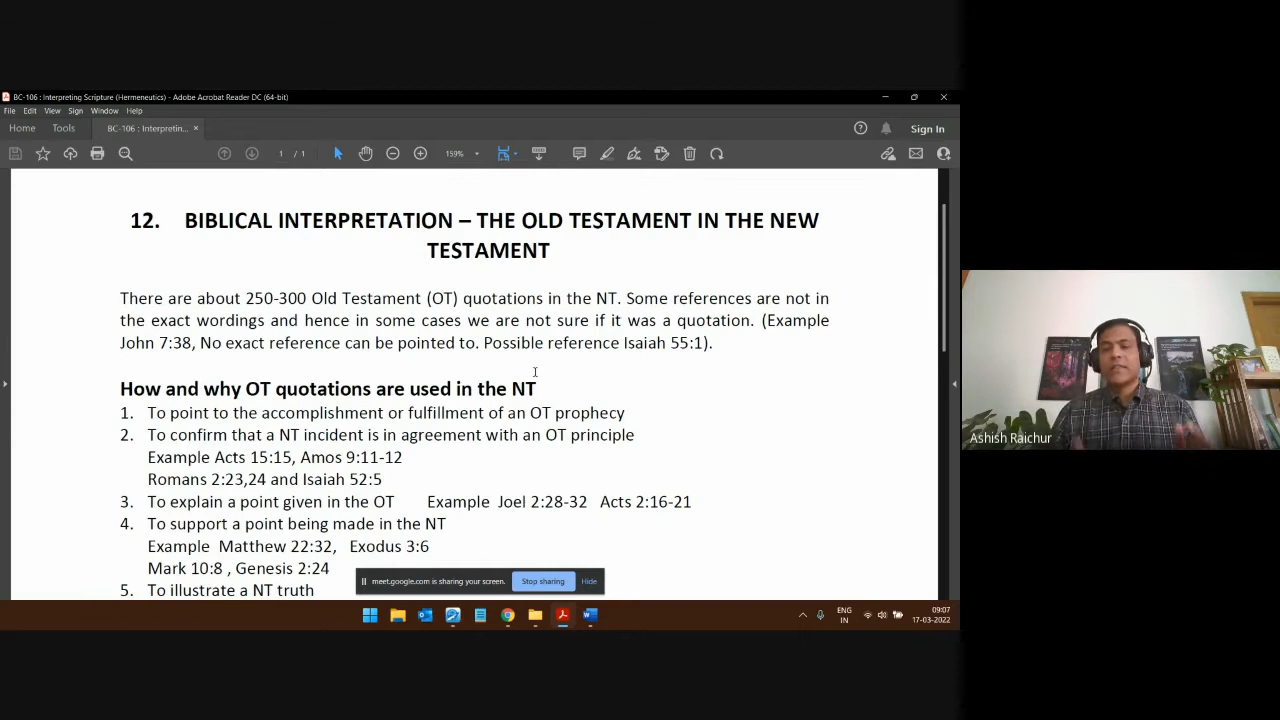 BC-106 : Interpreting Scripture (Hermeneutics) - Adobe Acrobat Reader DC (64-bit)
File Edit View Sign Window Help
Home Tools BC-106 : Interpretin... × Sign In
1 / 1 159%
12. BIBLICAL INTERPRETATION – THE OLD TESTAMENT IN THE NEW
TESTAMENT
There are about 250-300 Old Testament (OT) quotations in the NT. Some references are not in
the exact wordings and hence in some cases we are not sure if it was a quotation. (Example
John 7:38, No exact reference can be pointed to. Possible reference Isaiah 55:1).
How and why OT quotations are used in the NT
1. To point to the accomplishment or fulfillment of an OT prophecy
2. To confirm that a NT incident is in agreement with an OT principle
Example Acts 15:15, Amos 9:11-12
Romans 2:23,24 and Isaiah 52:5
3. To explain a point given in the OT Example Joel 2:28-32 Acts 2:16-21
4. To support a point being made in the NT
Example Matthew 22:32, Exodus 3:6
Mark 10:8 , Genesis 2:24
5. To illustrate a NT truth
meet.google.com is sharing your screen. Stop sharing Hide
Ashish Raichur
ENG
IN
09:07
17-03-2022